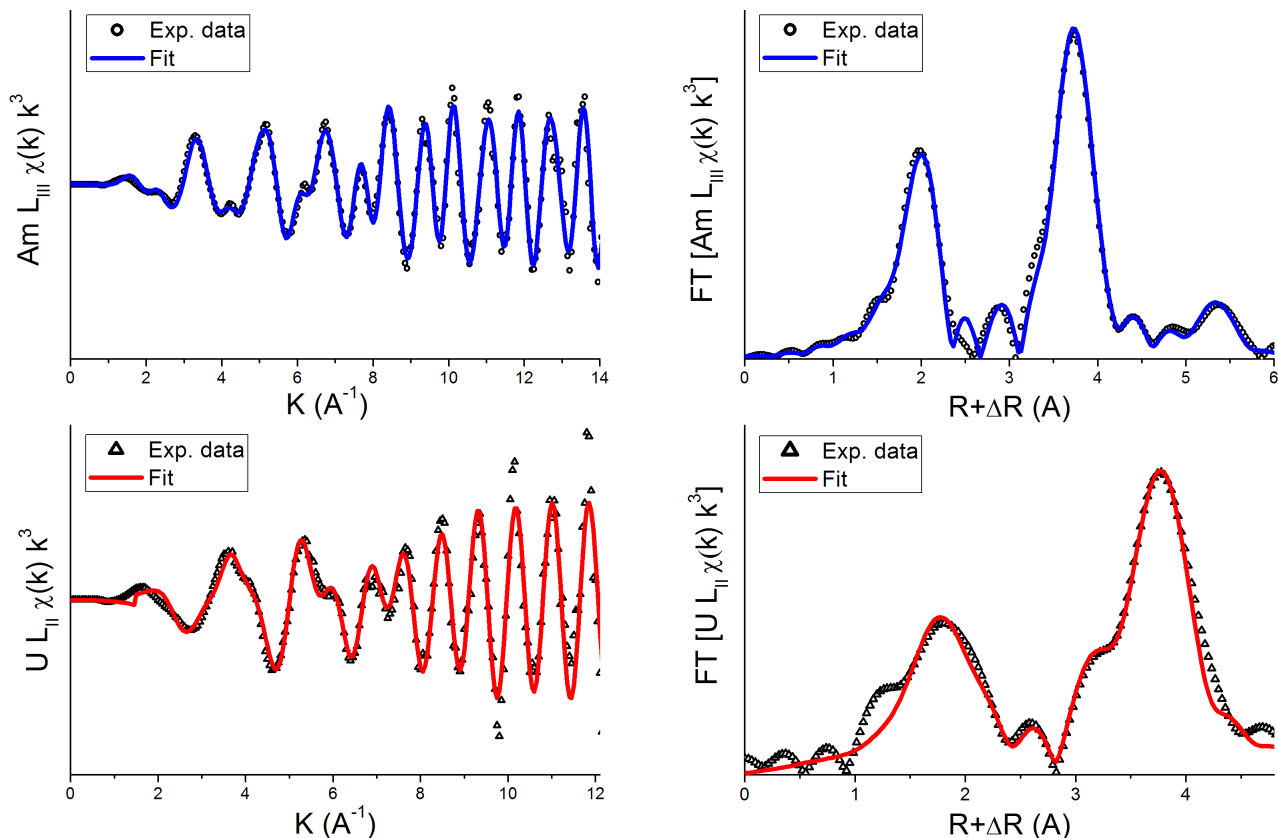 Exp. data
Fit
Am L_III χ(k) k³
0 2 4 6 8 10 12 14
K (A⁻¹)
Exp. data
Fit
FT [Am L_III χ(k) k³]
0 1 2 3 4 5 6
R+ΔR (A)
Exp. data
Fit
U L_II χ(k) k³
0 2 4 6 8 10 12
K (A⁻¹)
Exp. data
Fit
FT [U L_II χ(k) k³]
0 1 2 3 4
R+ΔR (A)